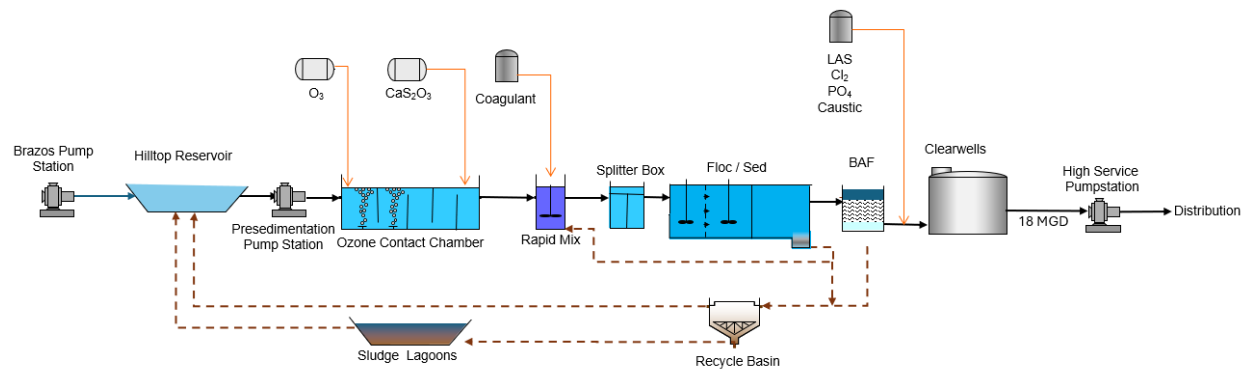 LAS
Cl₂
PO₄
Caustic
O₃
CaS₂O₃
Coagulant
Brazos Pump
Station
Hilltop Reservoir
Splitter Box
Floc / Sed
BAF
Clearwells
High Service
Pumpstation
Presedimentation
Pump Station
Ozone Contact Chamber
Rapid Mix
18 MGD
Distribution
Sludge Lagoons
Recycle Basin